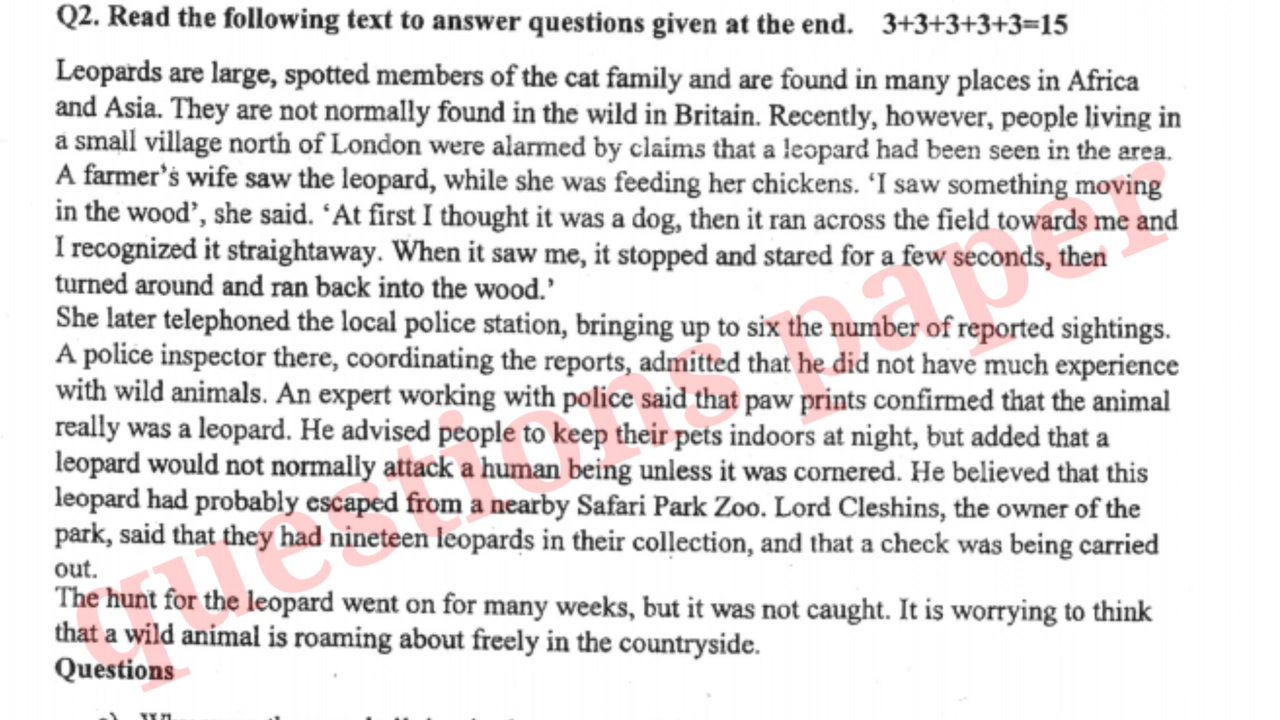 Q2. Read the following text to answer questions given at the end. 3+3+3+3+3=15
Leopards are large, spotted members of the cat family and are found in many places in Africa
and Asia. They are not normally found in the wild in Britain. Recently, however, people living in
a small village north of London were alarmed by claims that a leopard had been seen in the area.
A farmer's wife saw the leopard, while she was feeding her chickens. ‘I saw something moving
in the wood’, she said. ‘At first I thought it was a dog, then it ran across the field towards me and
I recognized it straightaway. When it saw me, it stopped and stared for a few seconds, then
turned around and ran back into the wood.’
She later telephoned the local police station, bringing up to six the number of reported sightings.
A police inspector there, coordinating the reports, admitted that he did not have much experience
with wild animals. An expert working with police said that paw prints confirmed that the animal
really was a leopard. He advised people to keep their pets indoors at night, but added that a
leopard would not normally attack a human being unless it was cornered. He believed that this
leopard had probably escaped from a nearby Safari Park Zoo. Lord Cleshins, the owner of the
park, said that they had nineteen leopards in their collection, and that a check was being carried
out.
The hunt for the leopard went on for many weeks, but it was not caught. It is worrying to think
that a wild animal is roaming about freely in the countryside.
Questions
questions paper